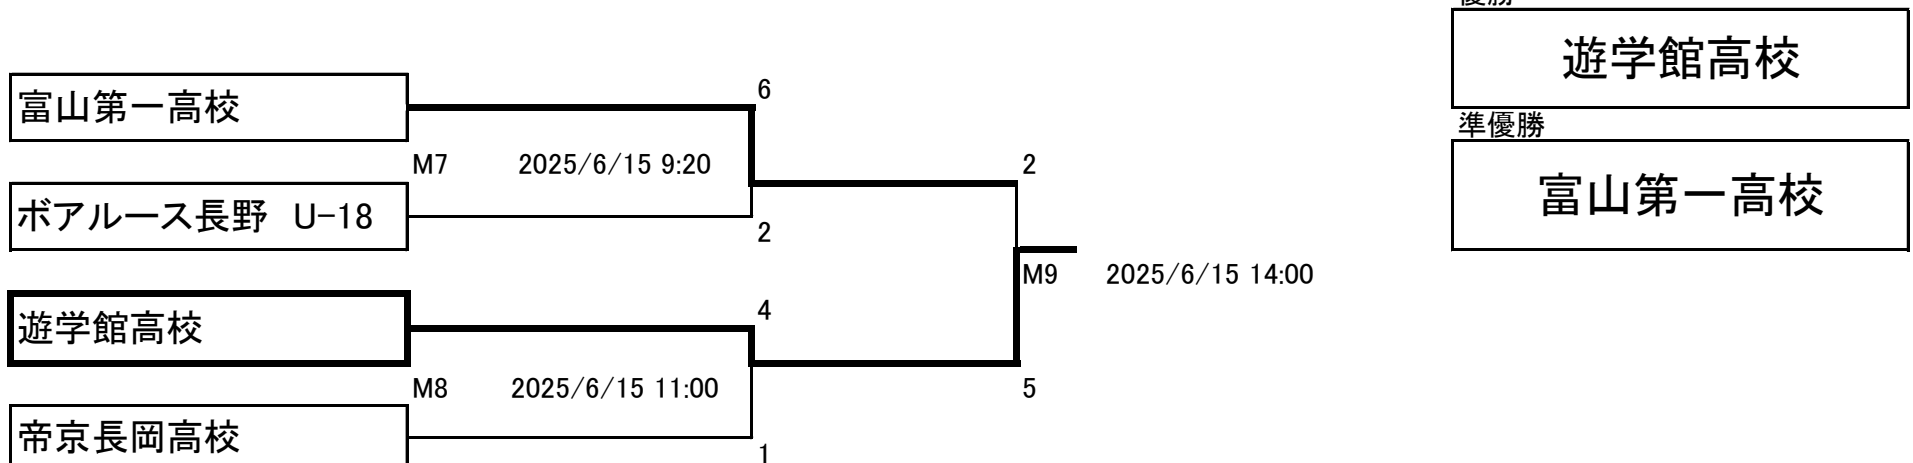 優勝
遊学館高校
準優勝
富山第一高校
富山第一高校
6
M7 2025/6/15 9:20
2
ボアルース長野 U-18
2
M9 2025/6/15 14:00
遊学館高校
4
M8 2025/6/15 11:00
5
帝京長岡高校
1